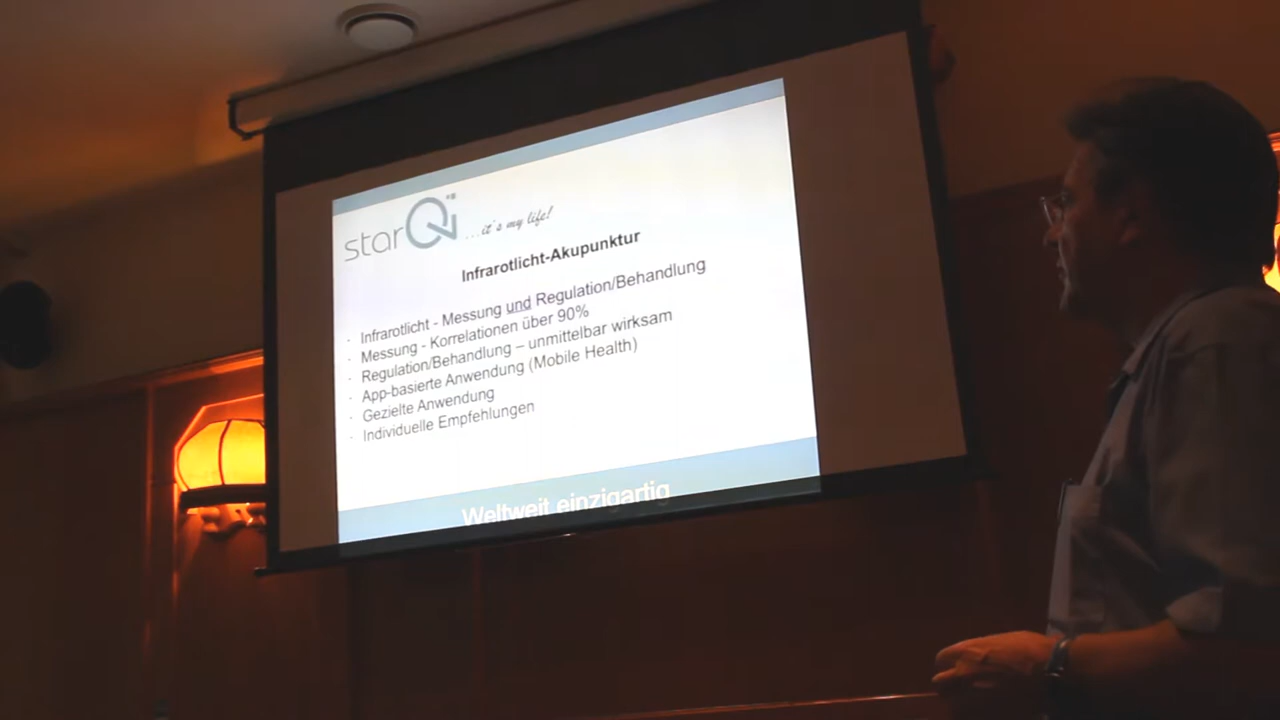 starQi ...it's my life!
Infrarotlicht-Akupunktur
· Infrarotlicht - Messung und Regulation/Behandlung
· Messung - Korrelationen über 90%
· Regulation/Behandlung – unmittelbar wirksam
· App-basierte Anwendung (Mobile Health)
· Gezielte Anwendung
· Individuelle Empfehlungen
Weltweit einzigartig